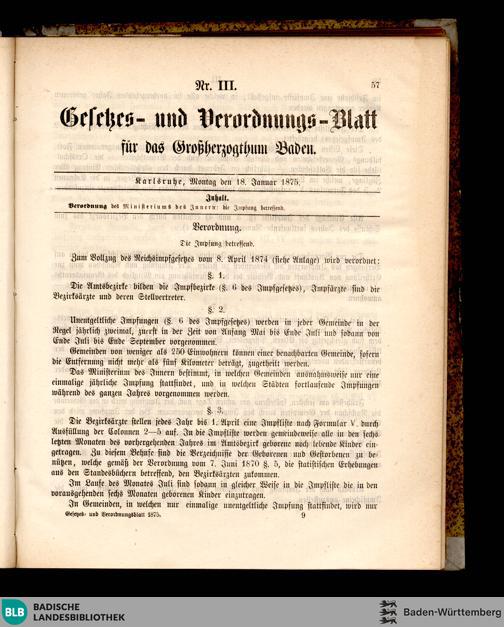 Nr. III.
57
Gesetzes- und Verordnungs-Blatt
für das Großherzogthum Baden.
Karlsruhe, Montag den 18. Januar 1875.
Inhalt.
Verordnung des Ministeriums des Innern: die Impfung betreffend.
Verordnung.
Die Impfung betreffend.
Zum Vollzug des Reichsimpfgesetzes vom 8. April 1874 (siehe Anlage) wird verordnet:
§. 1.
Die Amtsbezirke bilden die Impfbezirke (§. 6 des Impfgesetzes), Impfärzte sind die
Bezirksärzte und deren Stellvertreter.
§. 2.
Unentgeltliche Impfungen (§. 6 des Impfgesetzes) werden in jeder Gemeinde in der
Regel jährlich zweimal, zuerst in der Zeit von Anfang Mai bis Ende Juli und sodann von
Ende Juli bis Ende September vorgenommen.
Gemeinden von weniger als 250 Einwohnern können einer benachbarten Gemeinde, sofern
die Entfernung nicht mehr als fünf Kilometer beträgt, zugetheilt werden.
Das Ministerium des Innern bestimmt, in welchen Gemeinden ausnahmsweise nur eine
einmalige jährliche Impfung stattfindet, und in welchen Städten fortlaufende Impfungen
während des ganzen Jahres vorgenommen werden.
§. 3.
Die Bezirksärzte stellen jedes Jahr bis 1. April eine Impfliste nach Formular V. durch
Ausfüllung der Colonnen 2—5 auf. In die Impfliste werden gemeindeweise alle in den sechs
letzten Monaten des vorhergehenden Jahres im Amtsbezirk geborene noch lebende Kinder ein-
getragen. Zu diesem Behufe sind die Verzeichnisse der Geborenen und Gestorbenen zu be-
nützen, welche gemäß der Verordnung vom 7. Juni 1870 §. 5, die statistischen Erhebungen
aus den Standesbüchern betreffend, den Bezirksärzten zukommen.
Im Laufe des Monates Juli sind sodann in gleicher Weise in die Impfliste die in den
vorausgehenden sechs Monaten geborenen Kinder einzutragen.
In Gemeinden, in welchen nur einmalige unentgeltliche Impfung stattfindet, wird nur
Gesetzes- und Verordnungsblatt 1875.
9
BLB
BADISCHE
LANDESBIBLIOTHEK
Baden-Württemberg